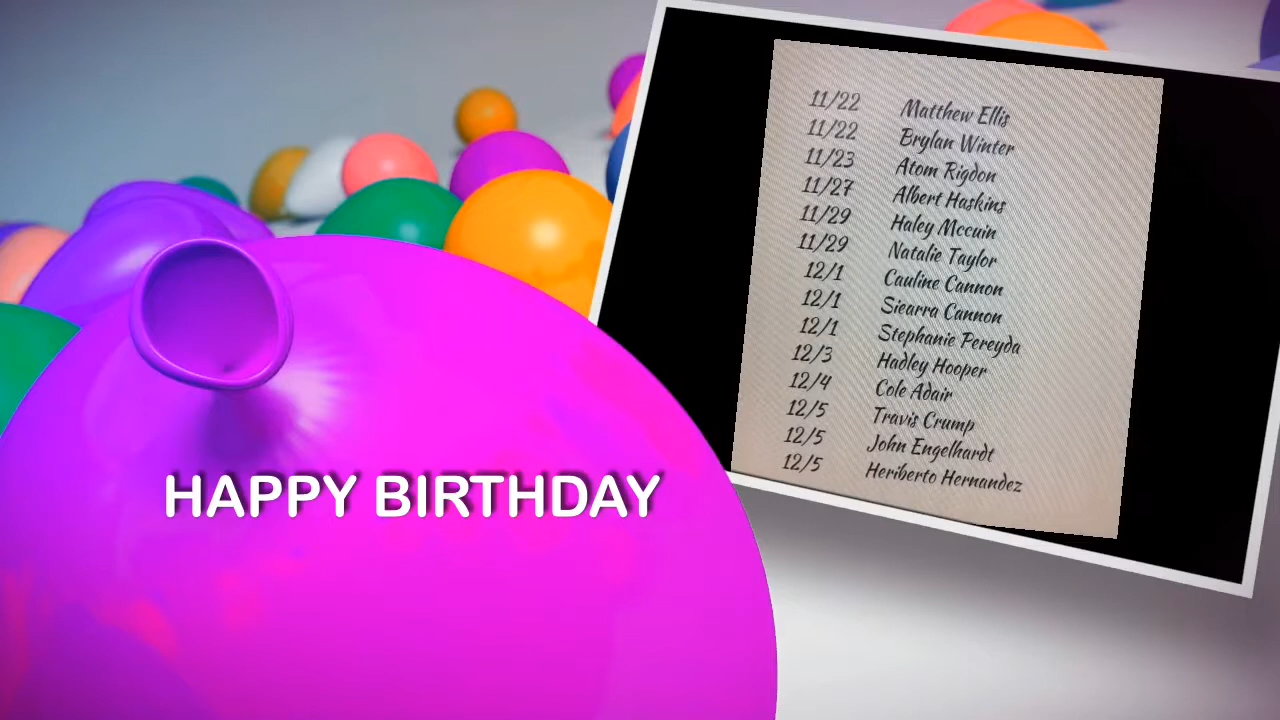 HAPPY BIRTHDAY
11/22 Matthew Ellis
11/22 Brylan Winter
11/23 Atom Rigdon
11/27 Albert Haskins
11/29 Haley Mccuin
11/29 Natalie Taylor
12/1 Cauline Cannon
12/1 Siearra Cannon
12/1 Stephanie Pereyda
12/3 Hadley Hooper
12/4 Cole Adair
12/5 Travis Crump
12/5 John Engelhardt
12/5 Heriberto Hernandez